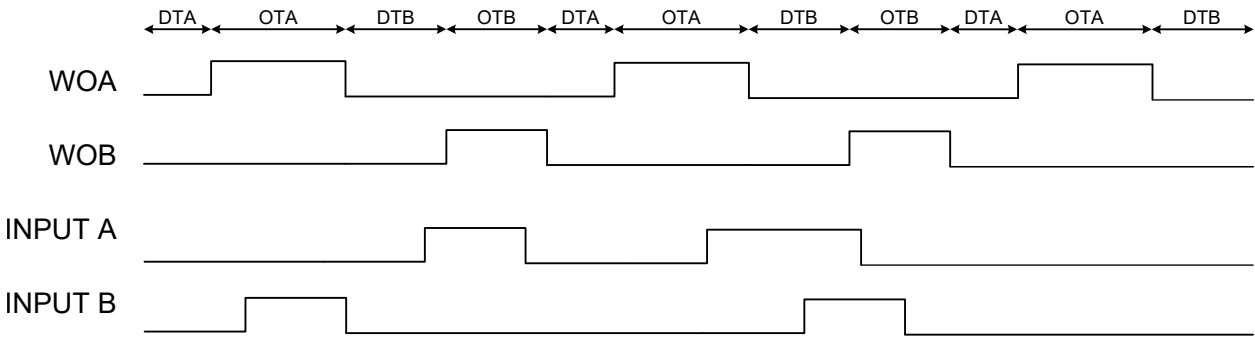 DTA OTA DTB OTB DTA OTA DTB OTB DTA OTA DTB
WOA
WOB
INPUT A
INPUT B